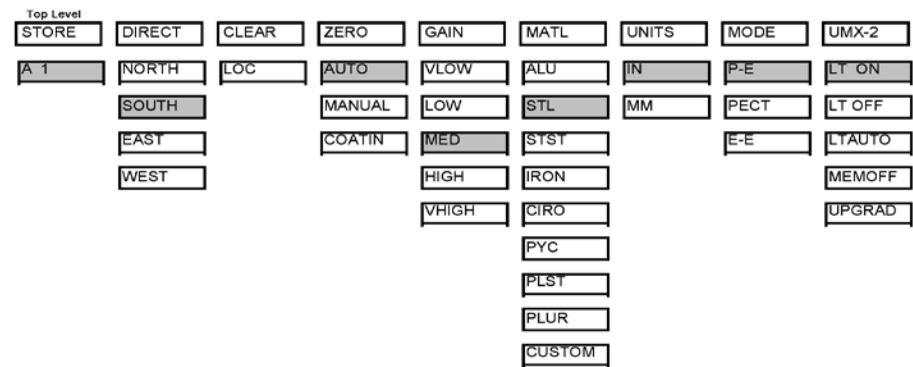 Top Level
STORE DIRECT CLEAR ZERO GAIN MATL UNITS MODE UMX-2
A 1 NORTH LOC AUTO VLOW ALU IN P-E LT ON
SOUTH MANUAL LOW STL MM PECT LT OFF
EAST COATIN MED STST E-E LTAUTO
WEST HIGH IRON MEMOFF
VHIGH CIRO UPGRAD
PYC
PLST
PLUR
CUSTOM